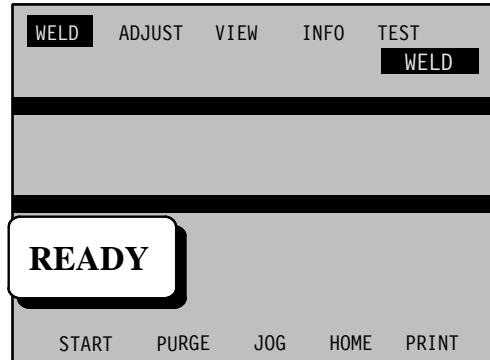 WELD ADJUST VIEW INFO TEST
WELD
READY
START PURGE JOG HOME PRINT